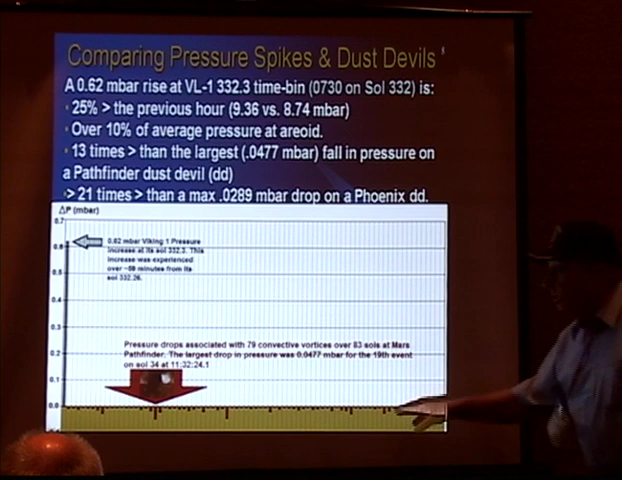 Comparing Pressure Spikes & Dust Devils
A 0.62 mbar rise at VL-1 332.3 time-bin (0730 on Sol 332) is:
· 25% > the previous hour (9.36 vs. 8.74 mbar)
· Over 10% of average pressure at areoid.
· 13 times > than the largest (.0477 mbar) fall in pressure on
a Pathfinder dust devil (dd)
·> 21 times > than a max .0289 mbar drop on a Phoenix dd.
ΔP (mbar)
0.7
0.6
0.5
0.4
0.3
0.2
0.1
0.0
0.62 mbar Viking 1 Pressure
increase at its sol 332.3. This
increase was experienced
over ~59 minutes from its
sol 332.26.
Pressure drops associated with 79 convective vortices over 83 sols at Mars
Pathfinder. The largest drop in pressure was 0.0477 mbar for the 19th event
on sol 34 at 11:32:24.1